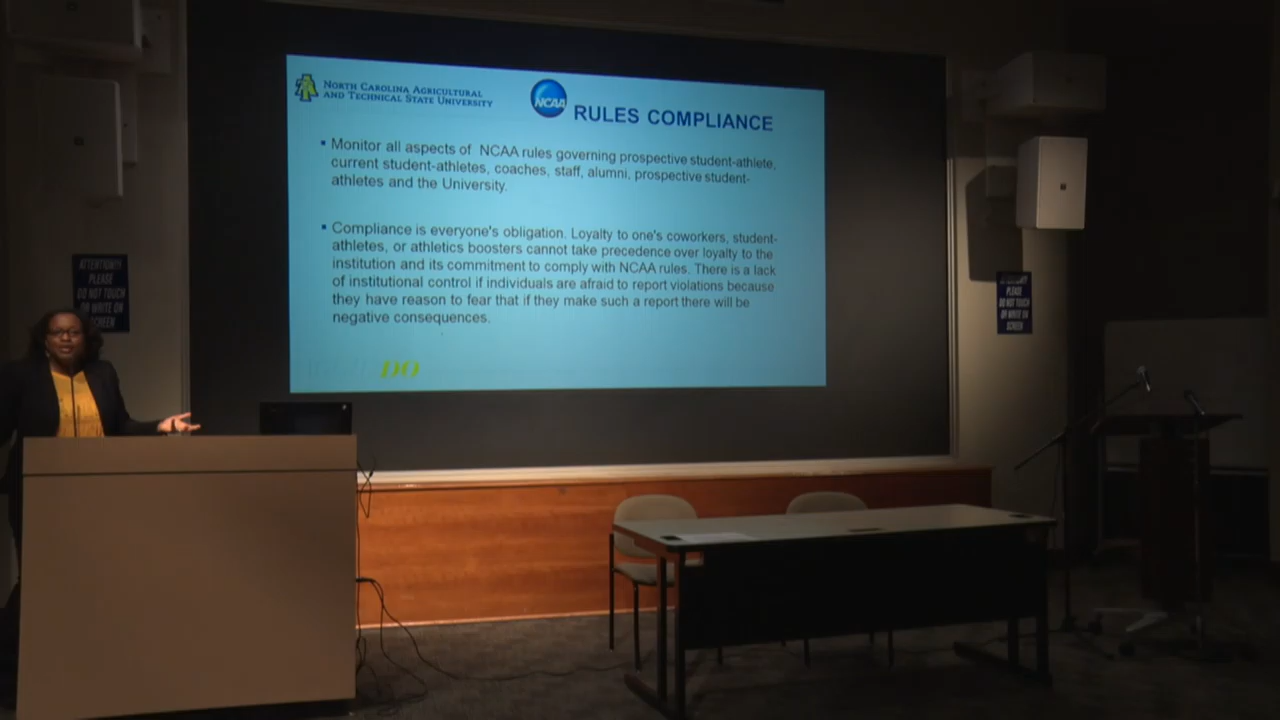 NORTH CAROLINA AGRICULTURAL
AND TECHNICAL STATE UNIVERSITY
NCAA
RULES COMPLIANCE
▪ Monitor all aspects of NCAA rules governing prospective student-athlete,
current student-athletes, coaches, staff, alumni, prospective student-
athletes and the University.
▪ Compliance is everyone's obligation. Loyalty to one's coworkers, student-
athletes, or athletics boosters cannot take precedence over loyalty to the
institution and its commitment to comply with NCAA rules. There is a lack
of institutional control if individuals are afraid to report violations because
they have reason to fear that if they make such a report there will be
negative consequences.
DO
ATTENTION!!
PLEASE
DO NOT TOUCH
OR WRITE ON
SCREEN
ATTENTION!!
PLEASE
DO NOT TOUCH
OR WRITE ON
SCREEN